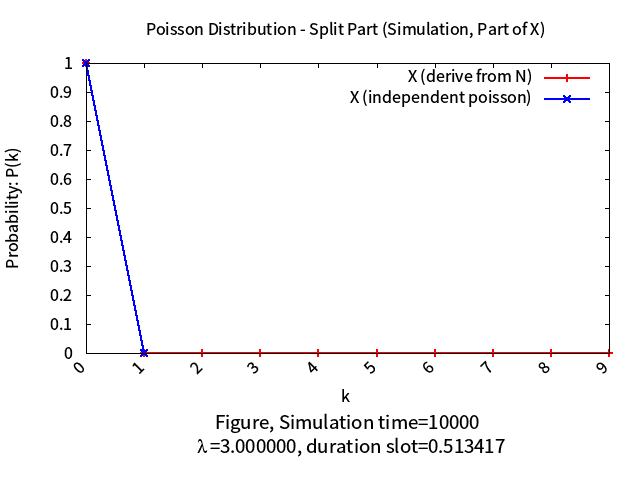 Poisson Distribution - Split Part (Simulation, Part of X)
X (derive from N)
X (independent poisson)
Probability: P(k)
1
0.9
0.8
0.7
0.6
0.5
0.4
0.3
0.2
0.1
0
0 1 2 3 4 5 6 7 8 9
k
Figure, Simulation time=10000
λ=3.000000, duration slot=0.513417